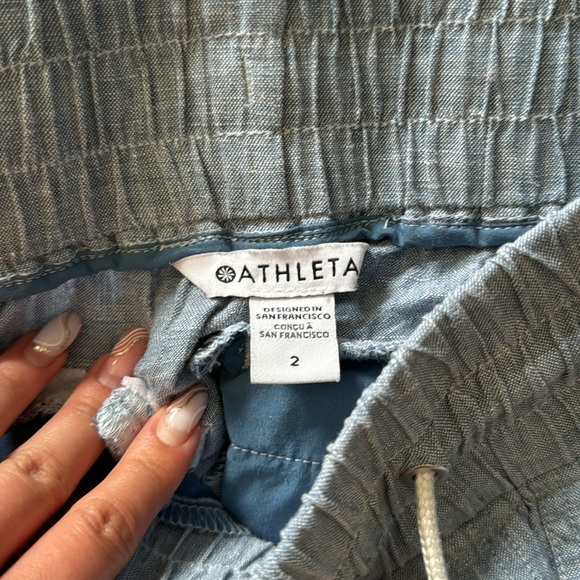 ATHLETA
DESIGNED IN
SAN FRANCISCO
CONÇU À
SAN FRANCISCO
2